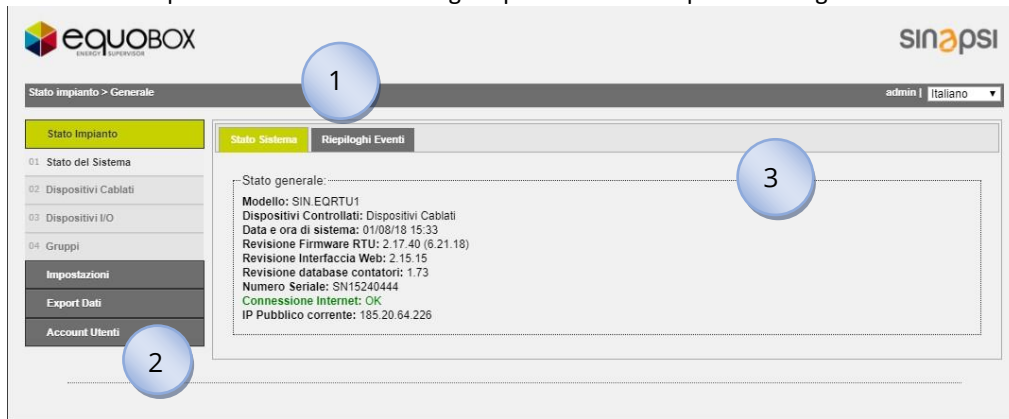 equoBOX
ENERGY SUPERVISOR
sinapsi
1
Stato impianto > Generale
admin | Italiano
Stato Impianto
01 Stato del Sistema
02 Dispositivi Cablati
03 Dispositivi I/O
04 Gruppi
Impostazioni
Export Dati
Account Utenti
2
Stato Sistema
Riepiloghi Eventi
3
Stato generale:
Modello: SIN.EQRTU1
Dispositivi Controllati: Dispositivi Cablati
Data e ora di sistema: 01/08/18 15:33
Revisione Firmware RTU: 2.17.40 (6.21.18)
Revisione Interfaccia Web: 2.15.15
Revisione database contatori: 1.73
Numero Seriale: SN15240444
Connessione Internet: OK
IP Pubblico corrente: 185.20.64.226